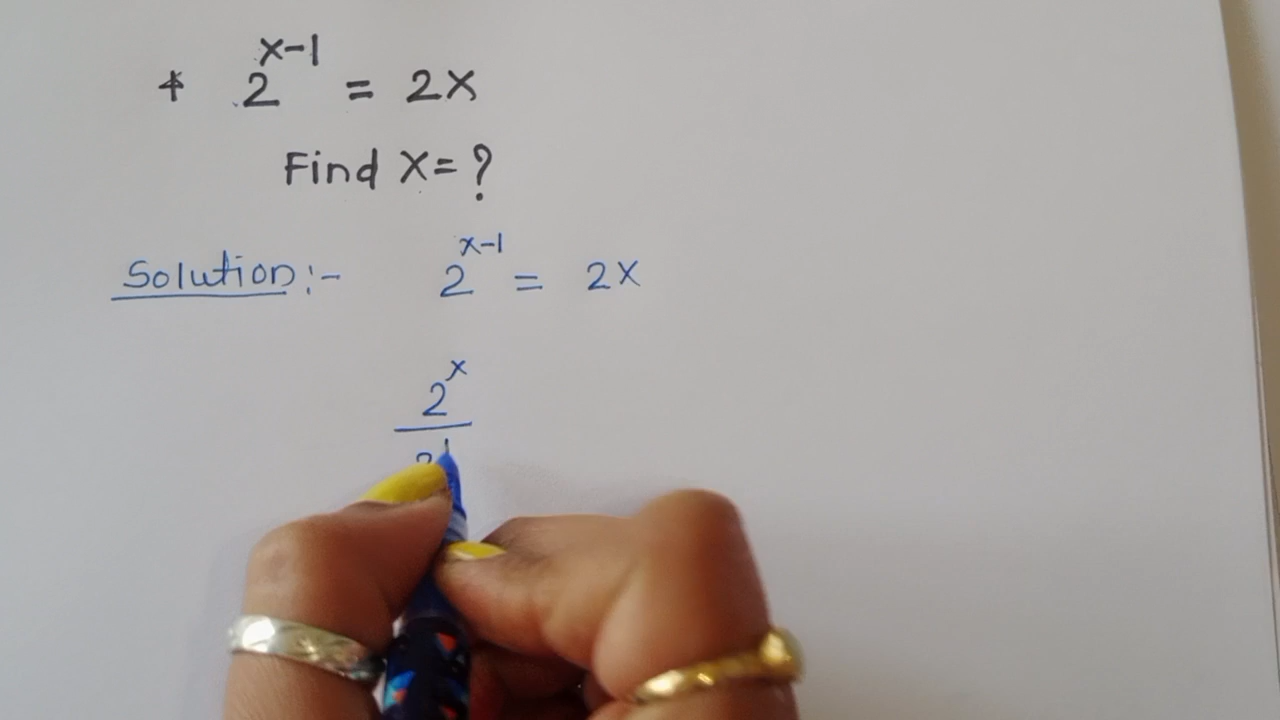 * 2^{x-1} = 2x
Find x=?
Solution:- 2^{x-1} = 2x
2^x